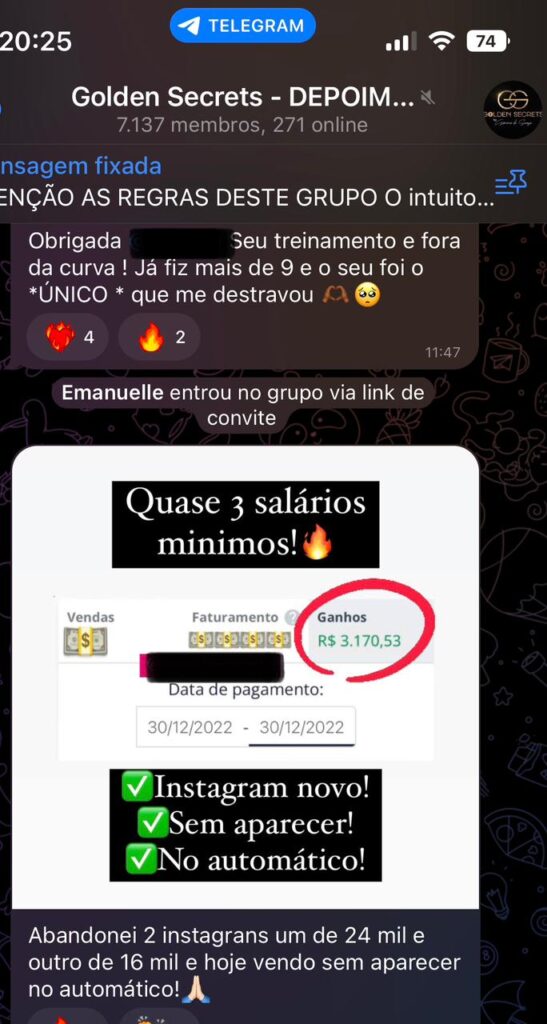 20:25
TELEGRAM
74
Golden Secrets - DEPOIM...
7.137 membros, 271 online
GOLDEN SECRETS
nsagem fixada
ENÇÃO AS REGRAS DESTE GRUPO O intuito...
Obrigada @ Seu treinamento e fora
da curva ! Já fiz mais de 9 e o seu foi o
*ÚNICO * que me destravou 🫶🏾🥺
❤️‍🔥 4 🔥 2
11:47
Emanuelle entrou no grupo via link de
convite
Quase 3 salários
minimos!🔥
Vendas Faturamento ? Ganhos
💵 💵💵💵💵 R$ 3.170,53
Data de pagamento:
30/12/2022 - 30/12/2022
✅Instagram novo!
✅Sem aparecer!
✅No automático!
Abandonei 2 instagrans um de 24 mil e
outro de 16 mil e hoje vendo sem aparecer
no automático!🙏🏻